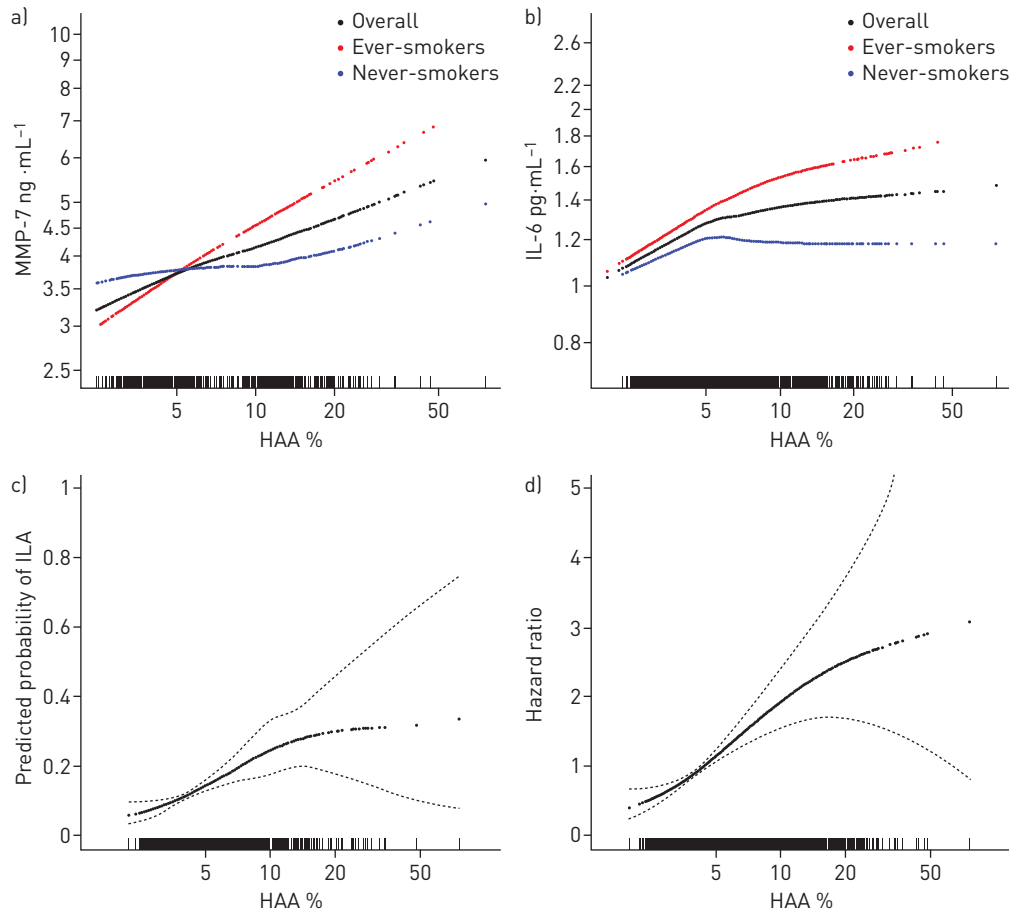 a)
Overall
Ever-smokers
Never-smokers
MMP-7 ng ·mL−1
10
9
8
7
6
5
4
3.5
3
2.5
5 10 20 50
HAA %
b)
Overall
Ever-smokers
Never-smokers
IL-6 pg·mL−1
2.6
2.2
2
1.8
1.6
1.4
1.2
1
0.8
5 10 20 50
HAA %
c)
Predicted probability of ILA
1
0.8
0.6
0.4
0.2
0
5 10 20 50
HAA %
d)
Hazard ratio
5
4
3
2
1
0
5 10 20 50
HAA %